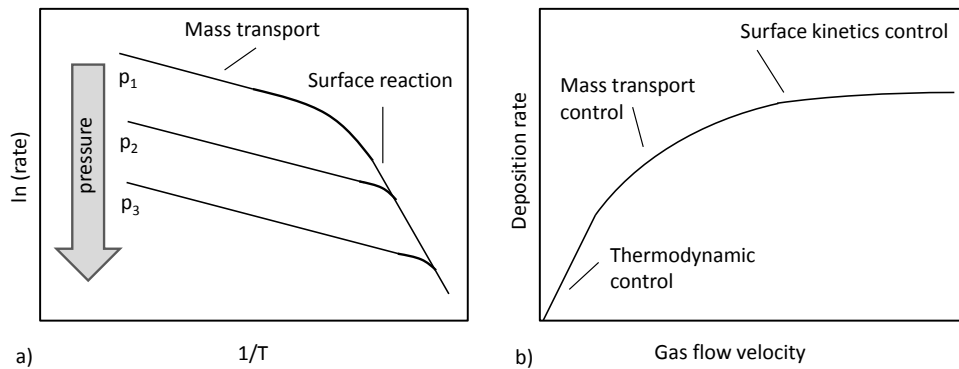 Mass transport
Surface reaction
p1
p2
p3
pressure
ln (rate)
1/T
a)
Surface kinetics control
Mass transport
control
Thermodynamic
control
Deposition rate
Gas flow velocity
b)